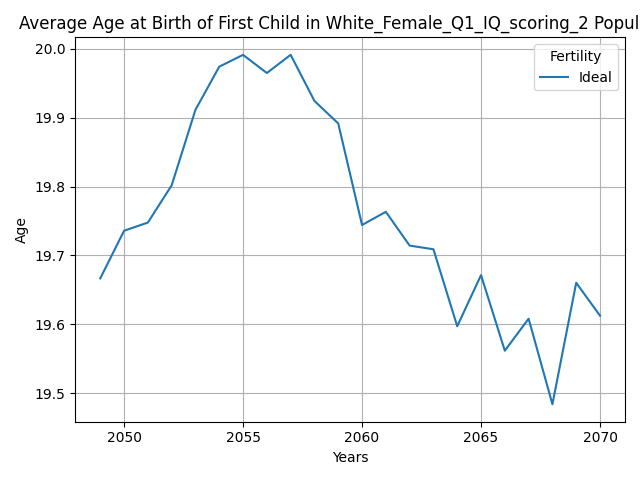 Average Age at Birth of First Child in White_Female_Q1_IQ_scoring_2 Popul
20.0
19.9
19.8
19.7
19.6
19.5
Age
Fertility
Ideal
2050 2055 2060 2065 2070
Years